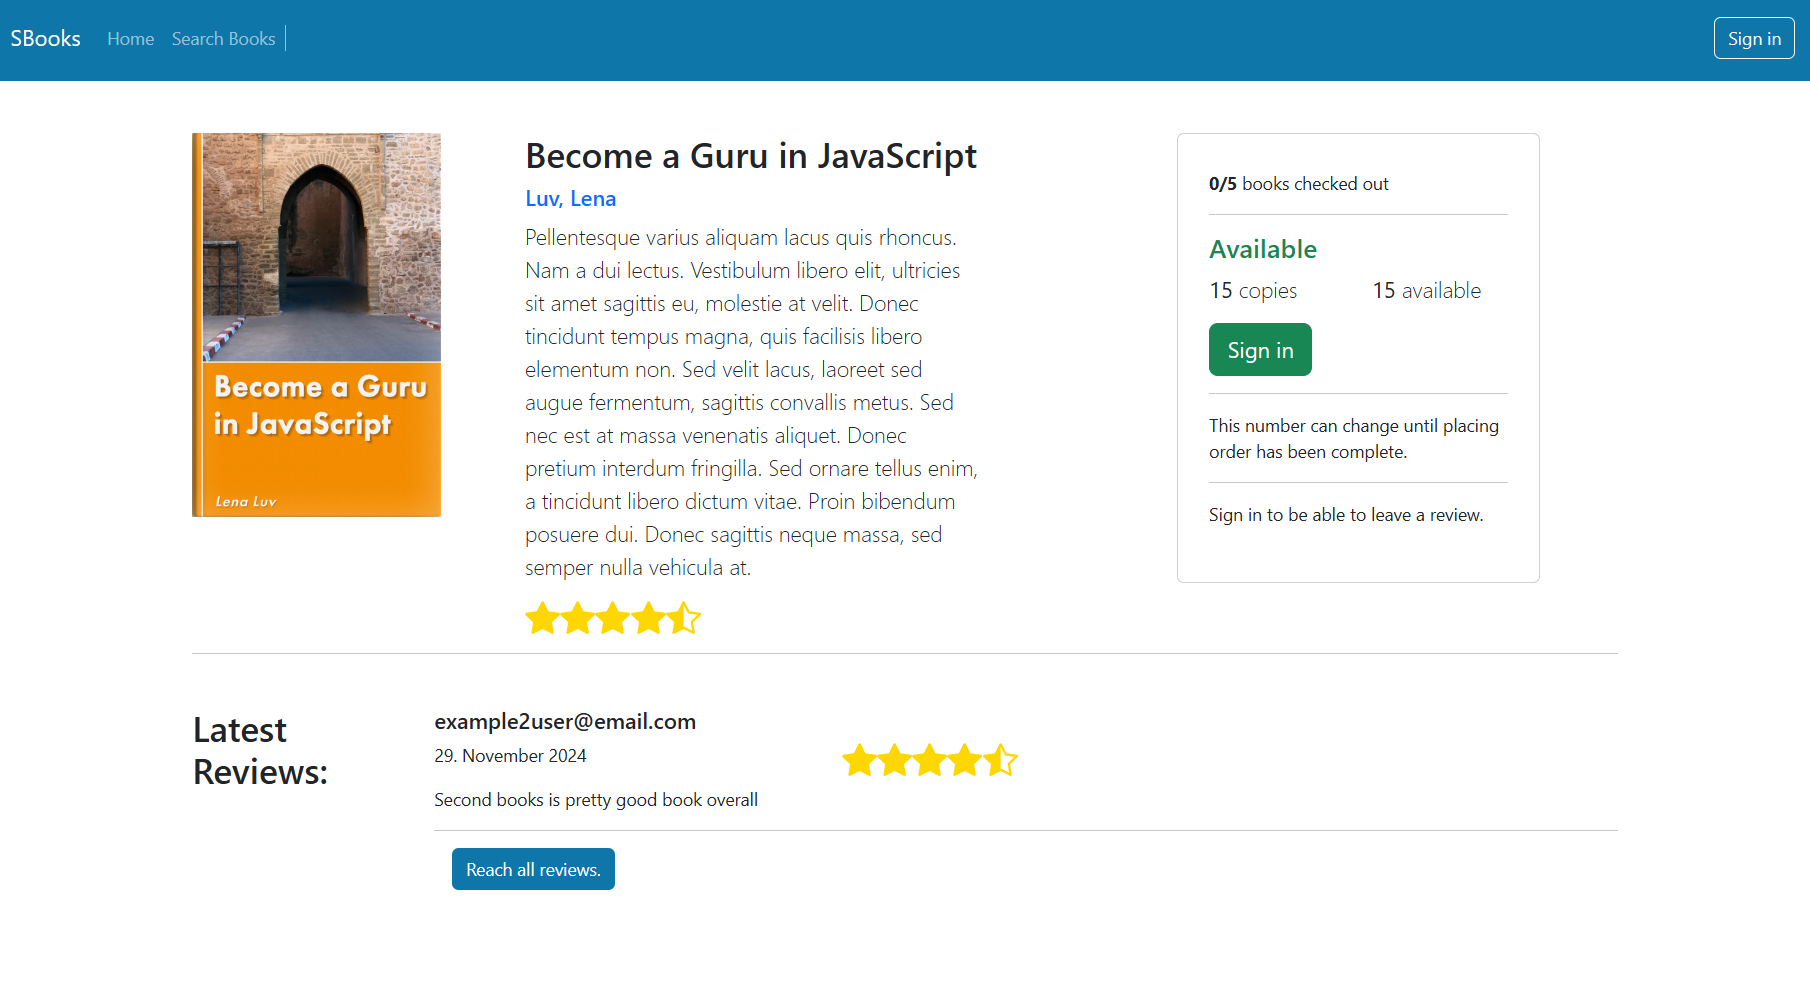 SBooks Home Search Books Sign in
Become a Guru
in JavaScript
Lena Luv
Become a Guru in JavaScript
Luv, Lena
Pellentesque varius aliquam lacus quis rhoncus.
Nam a dui lectus. Vestibulum libero elit, ultricies
sit amet sagittis eu, molestie at velit. Donec
tincidunt tempus magna, quis facilisis libero
elementum non. Sed velit lacus, laoreet sed
augue fermentum, sagittis convallis metus. Sed
nec est at massa venenatis aliquet. Donec
pretium interdum fringilla. Sed ornare tellus enim,
a tincidunt libero dictum vitae. Proin bibendum
posuere dui. Donec sagittis neque massa, sed
semper nulla vehicula at.
0/5 books checked out
Available
15 copies 15 available
Sign in
This number can change until placing
order has been complete.
Sign in to be able to leave a review.
Latest
Reviews:
example2user@email.com
29. November 2024
Second books is pretty good book overall
Reach all reviews.